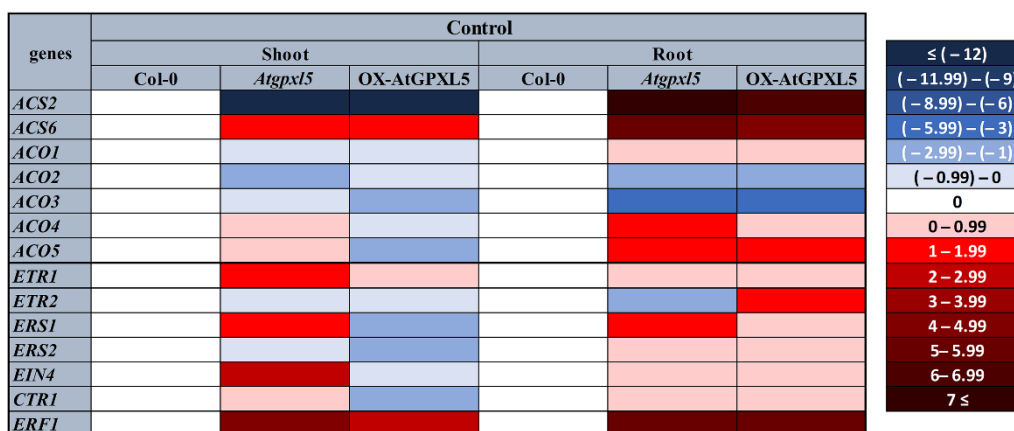 Control
genes
Shoot
Root
Col-0
Atgpxl5
OX-AtGPXL5
Col-0
Atgpxl5
OX-AtGPXL5
ACS2
ACS6
ACO1
ACO2
ACO3
ACO4
ACO5
ETR1
ETR2
ERS1
ERS2
EIN4
CTR1
ERF1
≤ (– 12)
(– 11.99) – (– 9)
(– 8.99) – (– 6)
(– 5.99) – (– 3)
(– 2.99) – (– 1)
(– 0.99) – 0
0
0 – 0.99
1 – 1.99
2 – 2.99
3 – 3.99
4 – 4.99
5– 5.99
6– 6.99
7 ≤